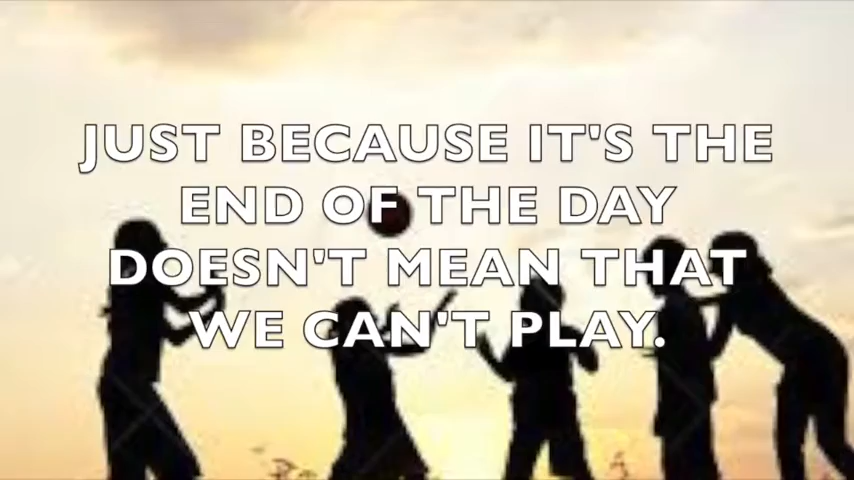 JUST BECAUSE IT'S THE
END OF THE DAY
DOESN'T MEAN THAT
WE CAN'T PLAY.